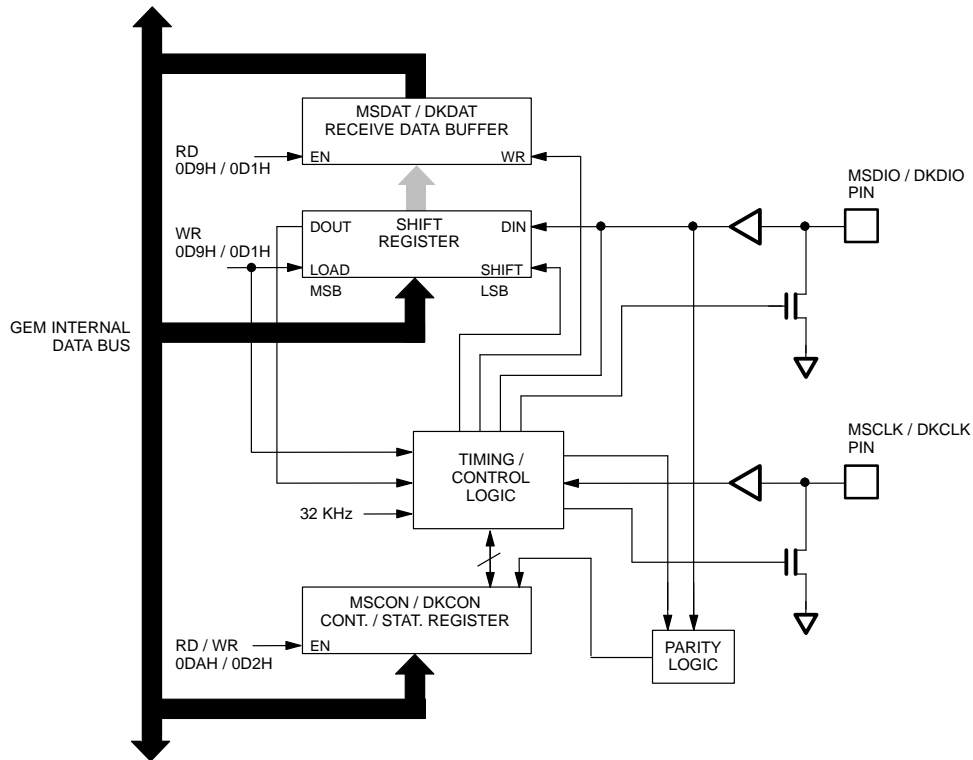 MSDAT / DKDAT
RECEIVE DATA BUFFER
EN
WR
RD
0D9H / 0D1H
MSDIO / DKDIO
PIN
DOUT
SHIFT
REGISTER
DIN
WR
0D9H / 0D1H
LOAD
SHIFT
MSB
LSB
GEM INTERNAL
DATA BUS
MSCLK / DKCLK
PIN
TIMING /
CONTROL
LOGIC
32 KHz
MSCON / DKCON
CONT. / STAT. REGISTER
EN
RD / WR
0DAH / 0D2H
PARITY
LOGIC